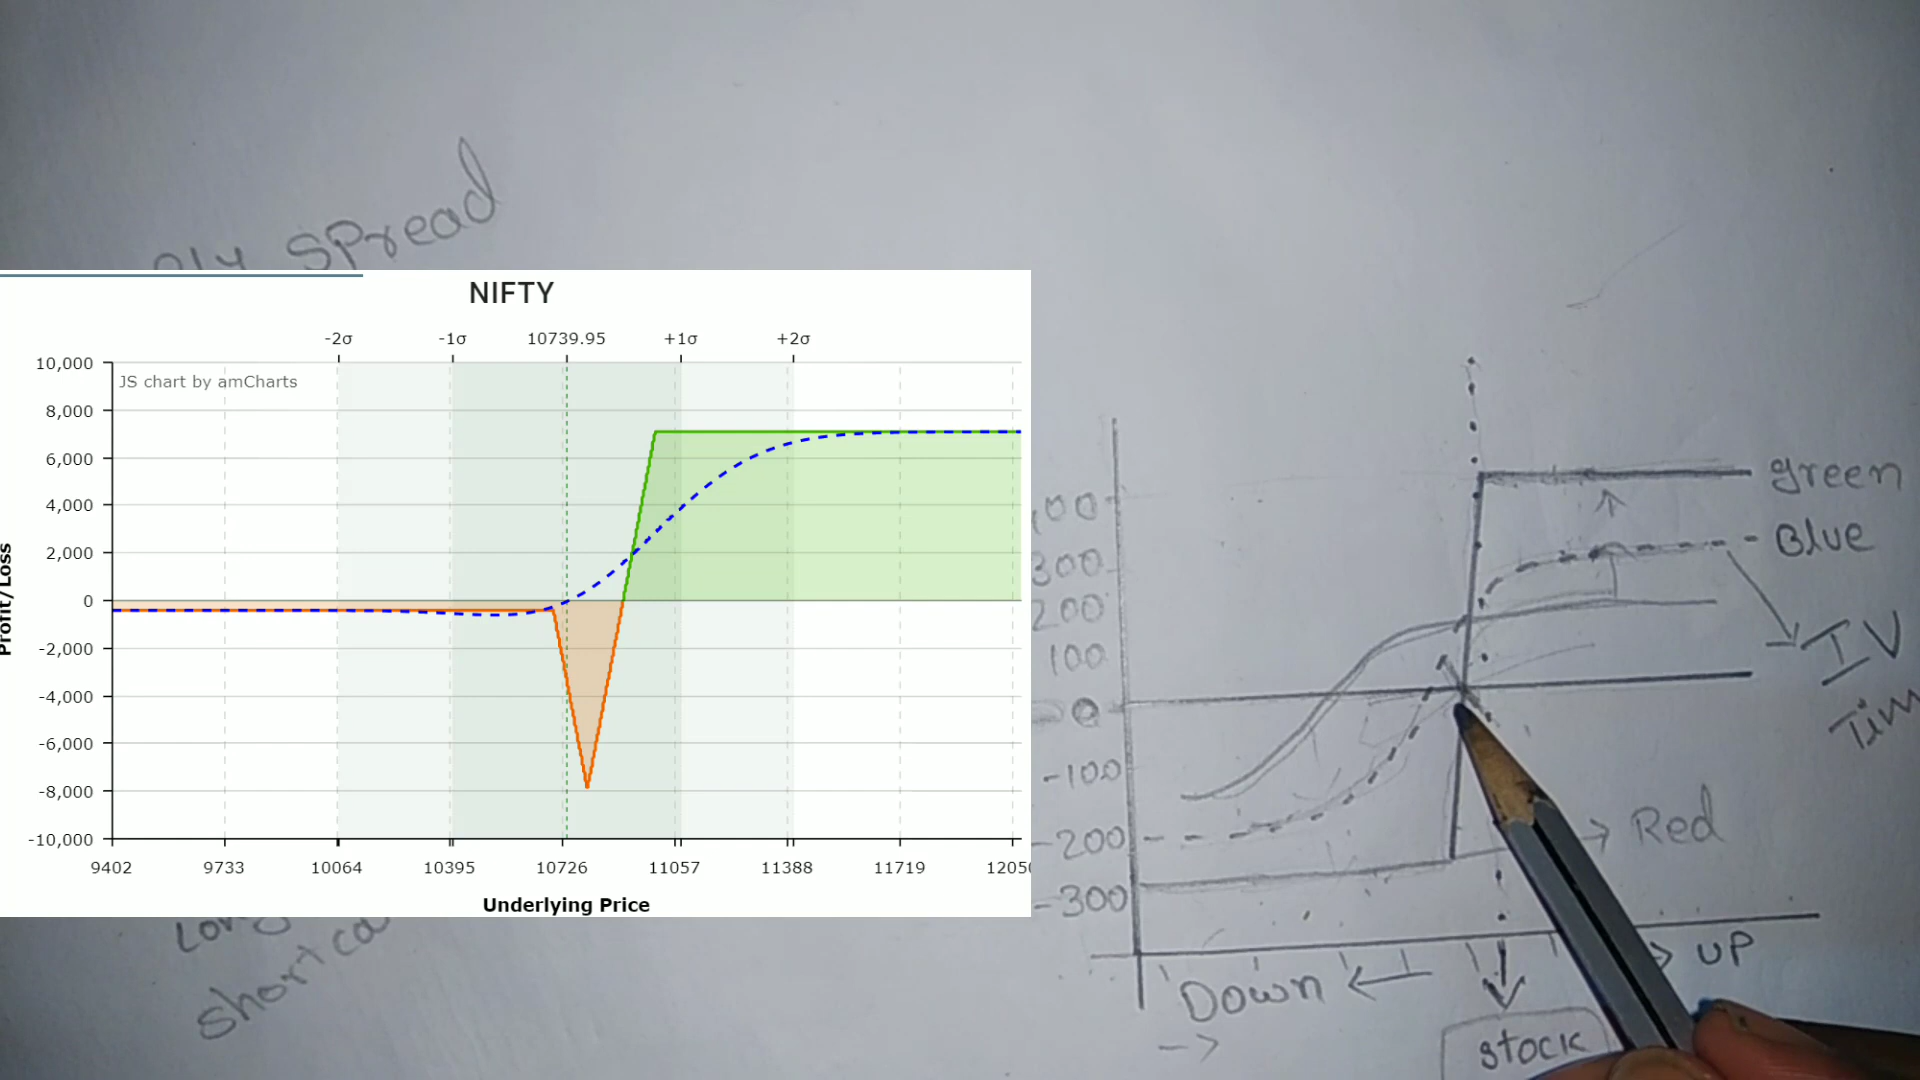 Spread
NIFTY
-2σ -1σ 10739.95 +1σ +2σ
JS chart by amCharts
10,000
8,000
6,000
4,000
2,000
0
-2,000
-4,000
-6,000
-8,000
-10,000
Profit/Loss
9402 9733 10064 10395 10726 11057 11388 11719
Underlying Price
green
Blue
300
200
100
0
-100
-200
-300
IV
Red
UP
Down
stock
short